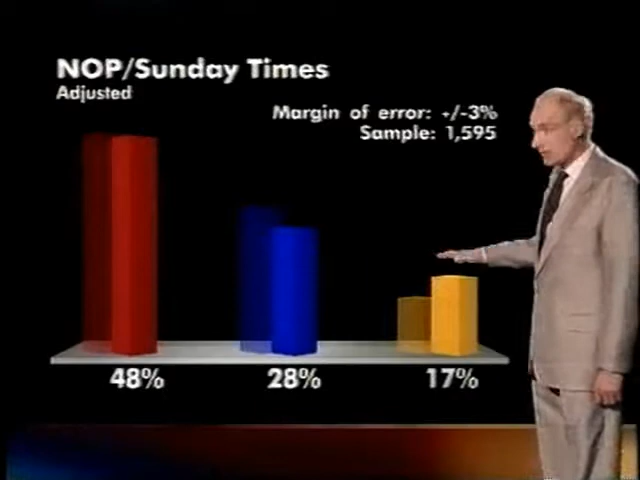 NOP/Sunday Times
Adjusted
Margin of error: +/-3%
Sample: 1,595
48%
28%
17%